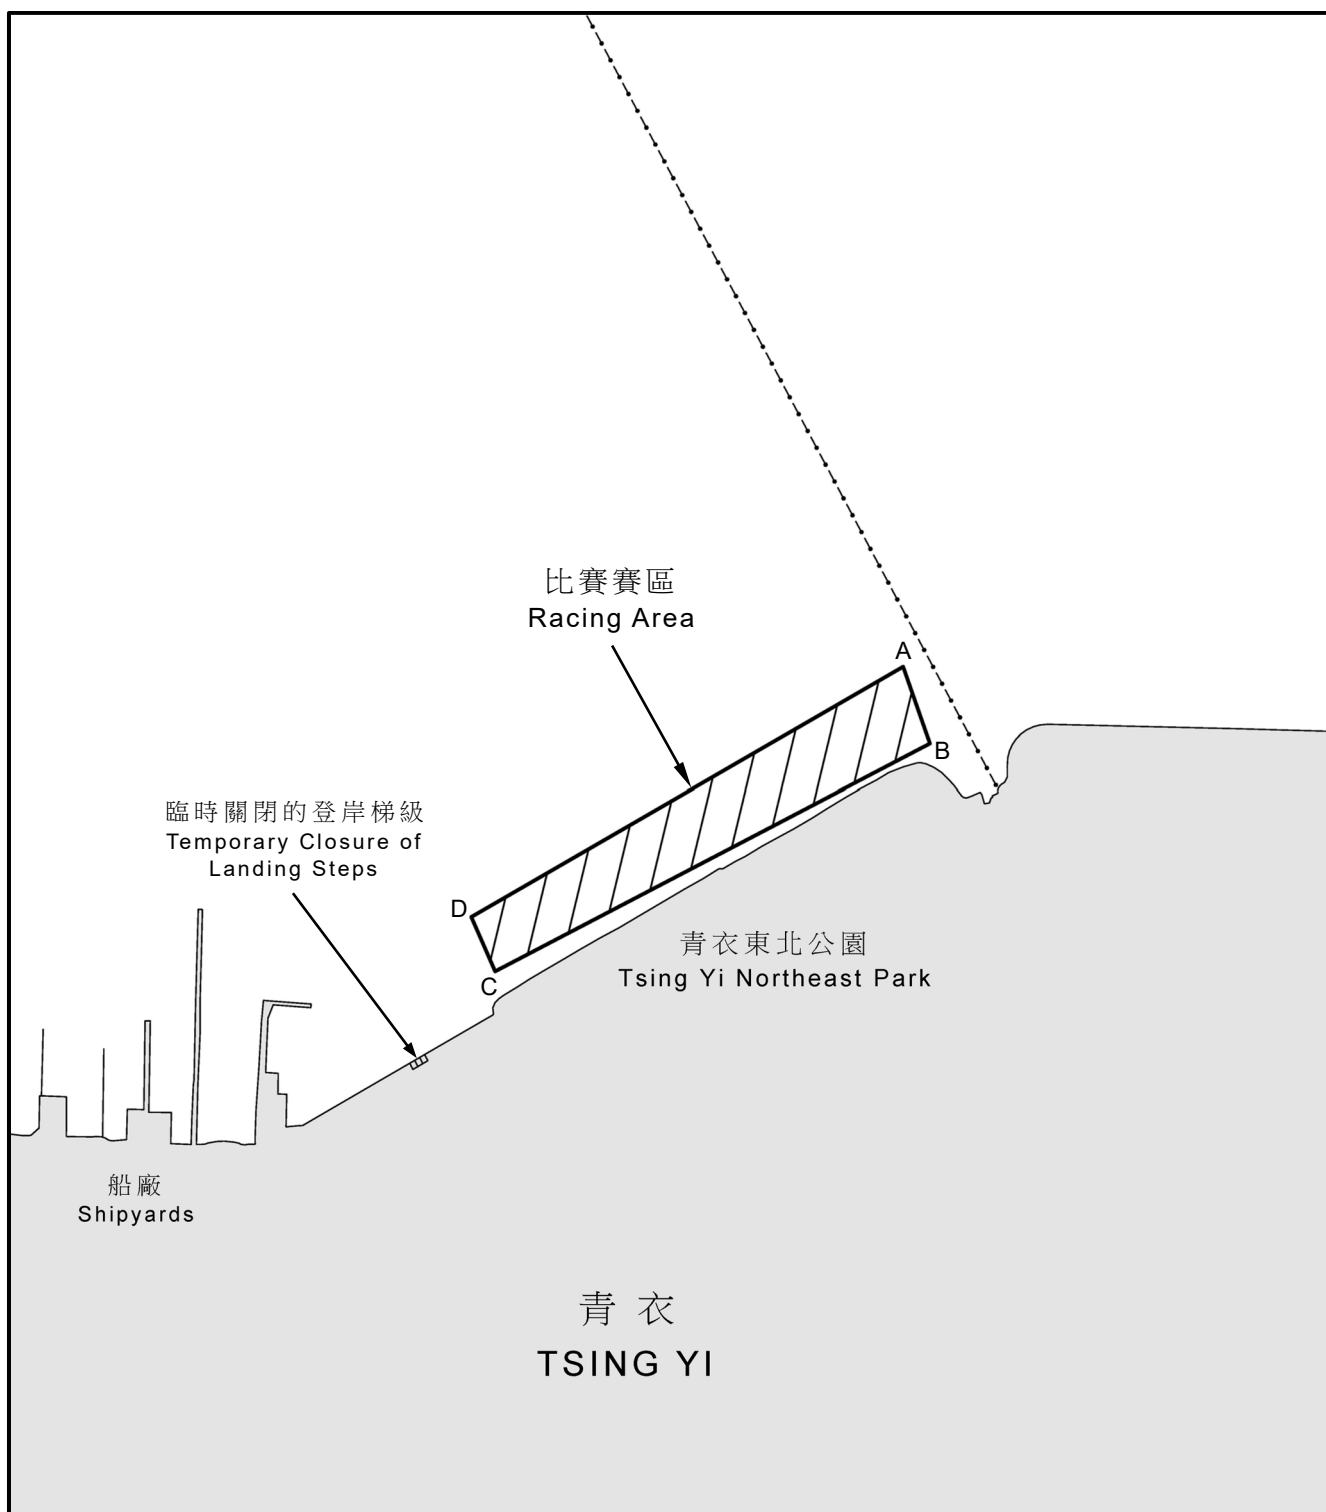 比賽賽區
Racing Area
A
B
臨時關閉的登岸梯級
Temporary Closure of
Landing Steps
D
C
青衣東北公園
Tsing Yi Northeast Park
船廠
Shipyards
青衣
TSING YI